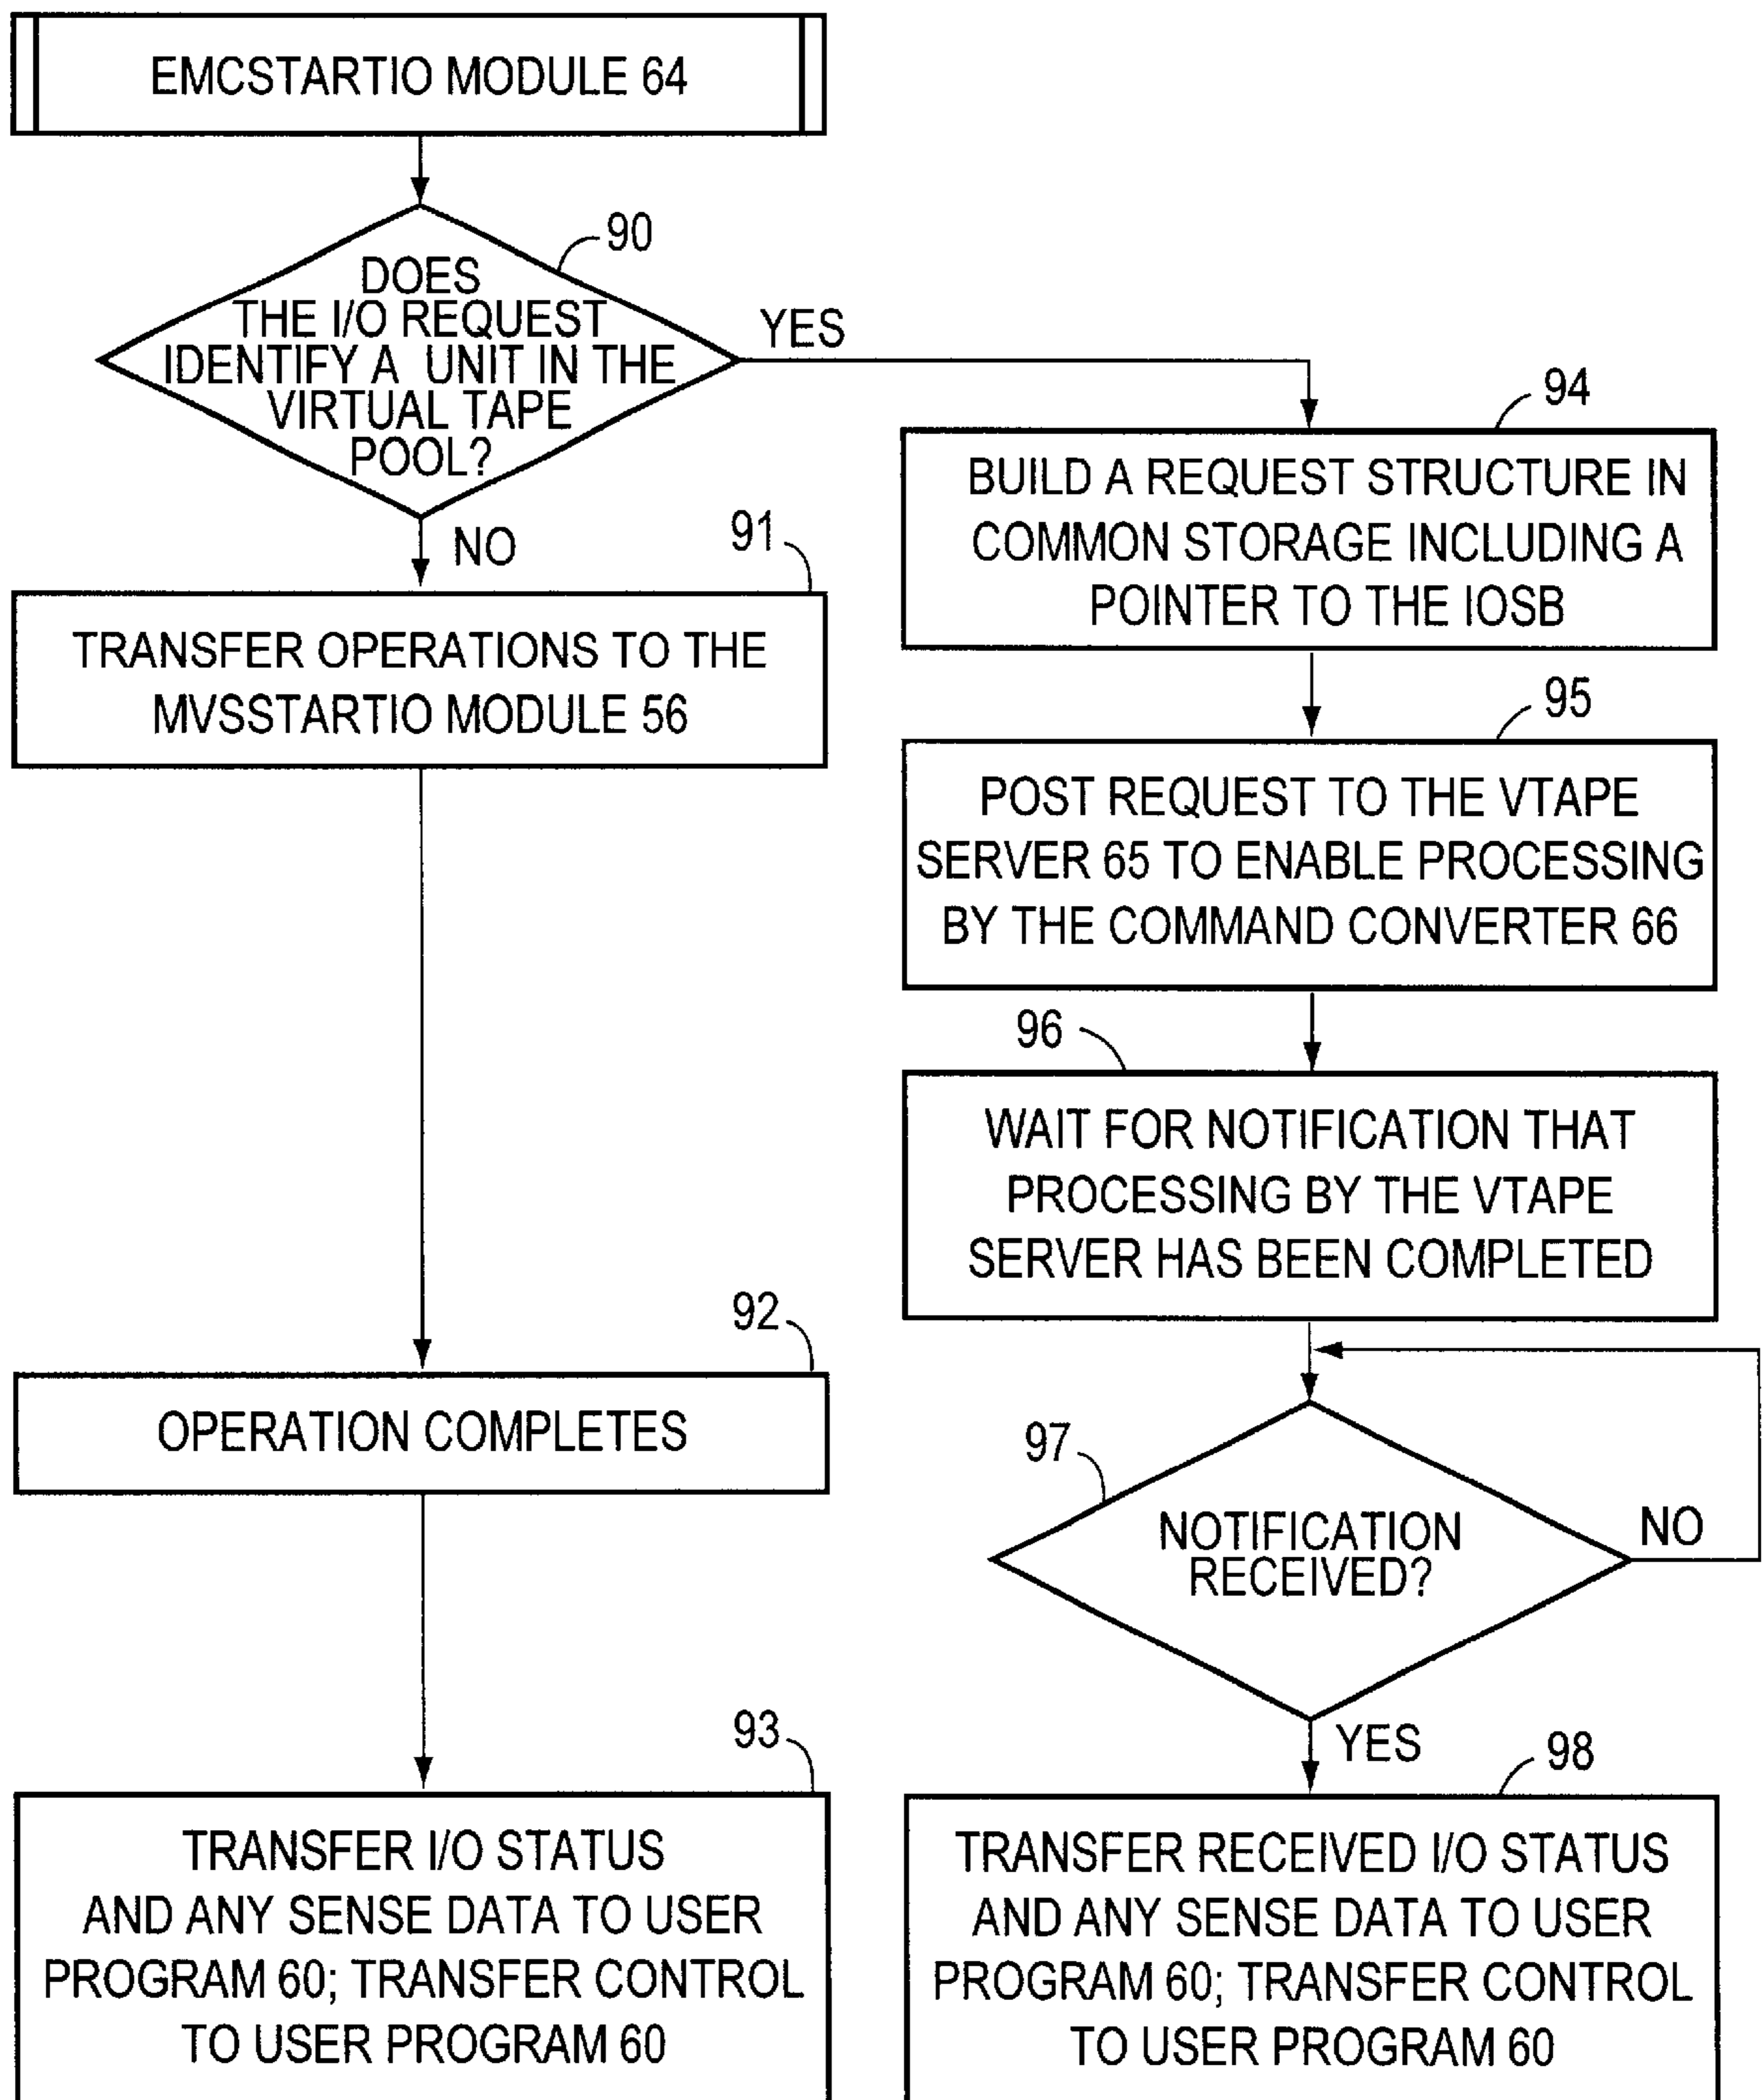 EMCSTARTIO MODULE 64
90
DOES
THE I/O REQUEST
IDENTIFY A UNIT IN THE
VIRTUAL TAPE
POOL?
YES
NO
91
TRANSFER OPERATIONS TO THE
MVSSTARTIO MODULE 56
92
OPERATION COMPLETES
93
TRANSFER I/O STATUS
AND ANY SENSE DATA TO USER
PROGRAM 60; TRANSFER CONTROL
TO USER PROGRAM 60
94
BUILD A REQUEST STRUCTURE IN
COMMON STORAGE INCLUDING A
POINTER TO THE IOSB
95
POST REQUEST TO THE VTAPE
SERVER 65 TO ENABLE PROCESSING
BY THE COMMAND CONVERTER 66
96
WAIT FOR NOTIFICATION THAT
PROCESSING BY THE VTAPE
SERVER HAS BEEN COMPLETED
97
NOTIFICATION
RECEIVED?
NO
YES
98
TRANSFER RECEIVED I/O STATUS
AND ANY SENSE DATA TO USER
PROGRAM 60; TRANSFER CONTROL
TO USER PROGRAM 60